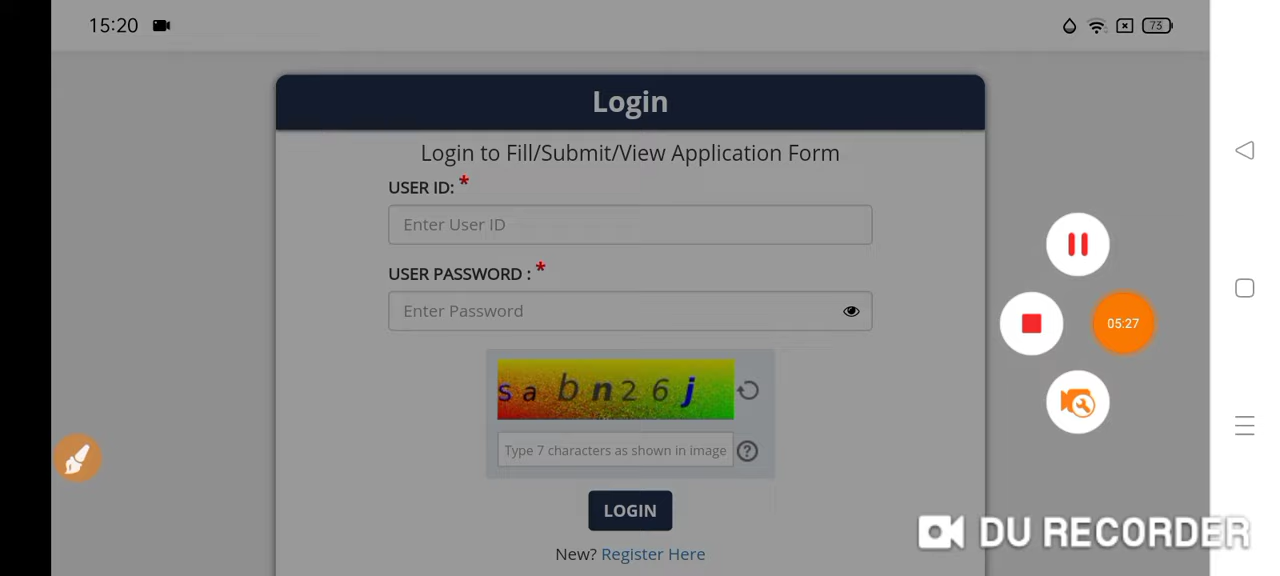 15:20
73
Login
Login to Fill/Submit/View Application Form
USER ID: *
Enter User ID
USER PASSWORD : *
Enter Password
05:27
s a b n 2 6 j
Type 7 characters as shown in image
?
LOGIN
DU RECORDER
New? Register Here